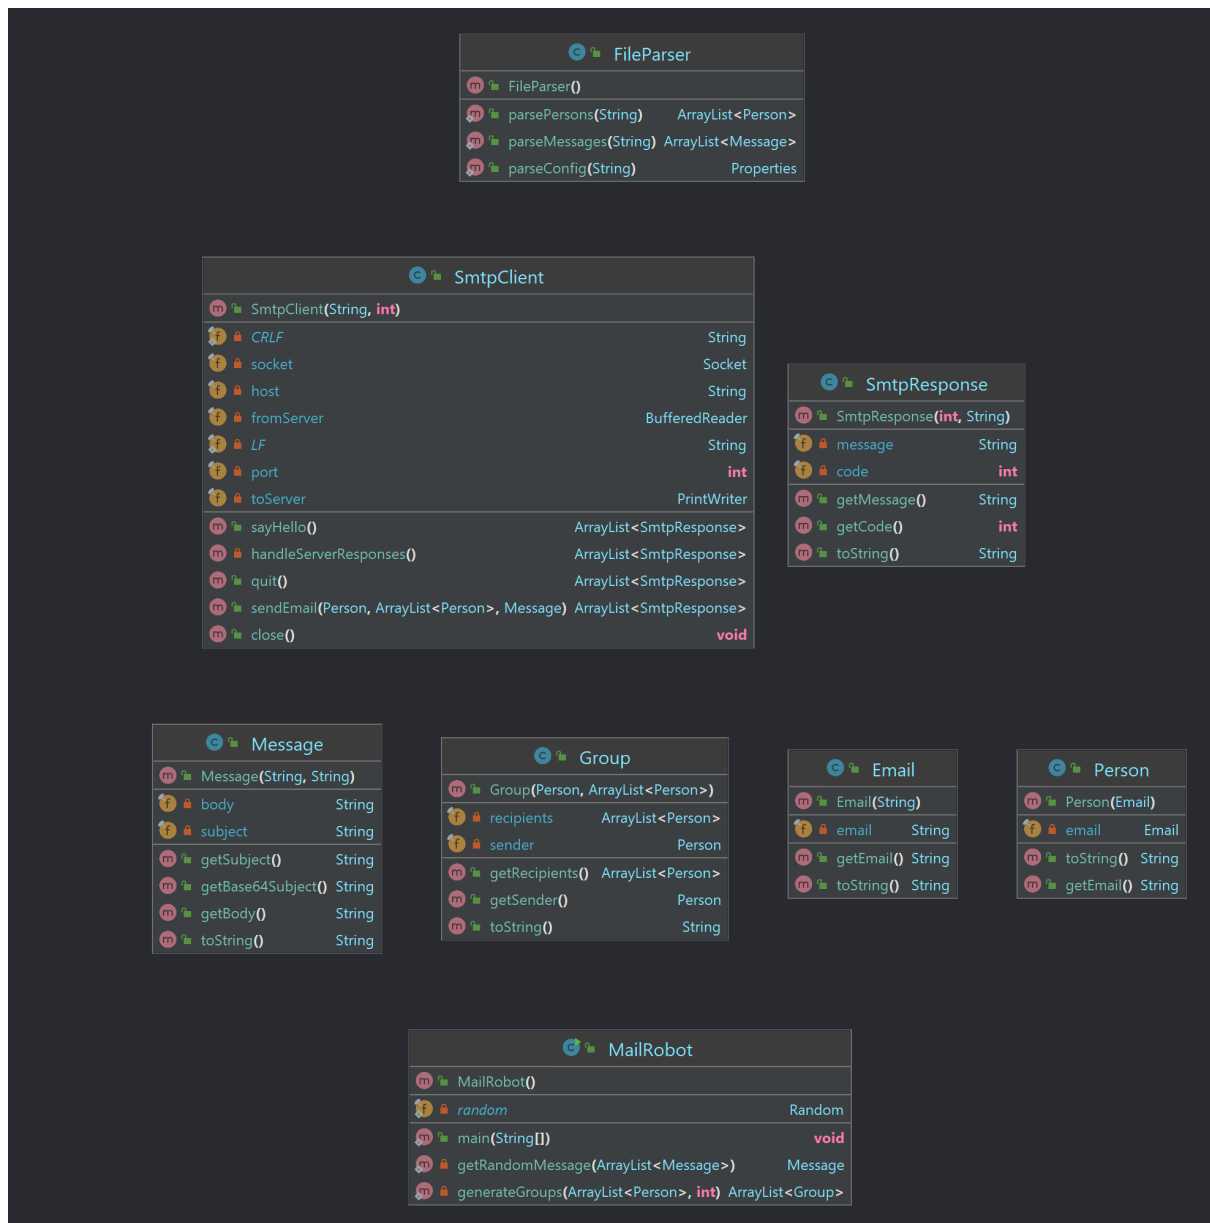 FileParser
FileParser()
parsePersons(String) ArrayList<Person>
parseMessages(String) ArrayList<Message>
parseConfig(String) Properties
SmtpClient
SmtpClient(String, int)
CRLF String
socket Socket
host String
fromServer BufferedReader
LF String
port int
toServer PrintWriter
sayHello() ArrayList<SmtpResponse>
handleServerResponses() ArrayList<SmtpResponse>
quit() ArrayList<SmtpResponse>
sendEmail(Person, ArrayList<Person>, Message) ArrayList<SmtpResponse>
close() void
SmtpResponse
SmtpResponse(int, String)
message String
code int
getMessage() String
getCode() int
toString() String
Message
Message(String, String)
body String
subject String
getSubject() String
getBase64Subject() String
getBody() String
toString() String
Group
Group(Person, ArrayList<Person>)
recipients ArrayList<Person>
sender Person
getRecipients() ArrayList<Person>
getSender() Person
toString() String
Email
Email(String)
email String
getEmail() String
toString() String
Person
Person(Email)
email Email
toString() String
getEmail() String
MailRobot
MailRobot()
random Random
main(String[]) void
getRandomMessage(ArrayList<Message>) Message
generateGroups(ArrayList<Person>, int) ArrayList<Group>